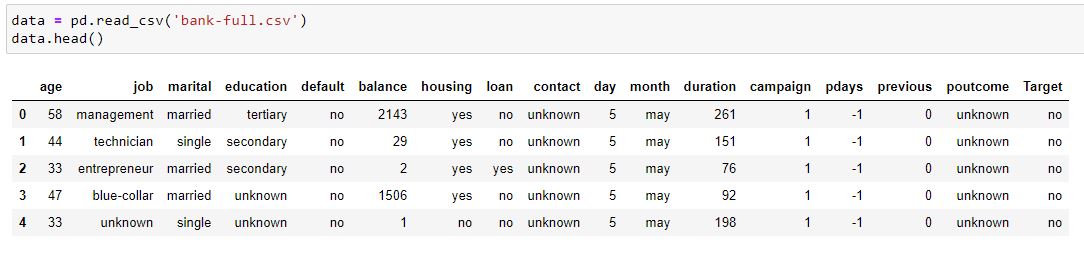 data = pd.read_csv('bank-full.csv')
data.head()
age job marital education default balance housing loan contact day month duration campaign pdays previous poutcome Target
0 58 management married tertiary no 2143 yes no unknown 5 may 261 1 -1 0 unknown no
1 44 technician single secondary no 29 yes no unknown 5 may 151 1 -1 0 unknown no
2 33 entrepreneur married secondary no 2 yes yes unknown 5 may 76 1 -1 0 unknown no
3 47 blue-collar married unknown no 1506 yes no unknown 5 may 92 1 -1 0 unknown no
4 33 unknown single unknown no 1 no no unknown 5 may 198 1 -1 0 unknown no